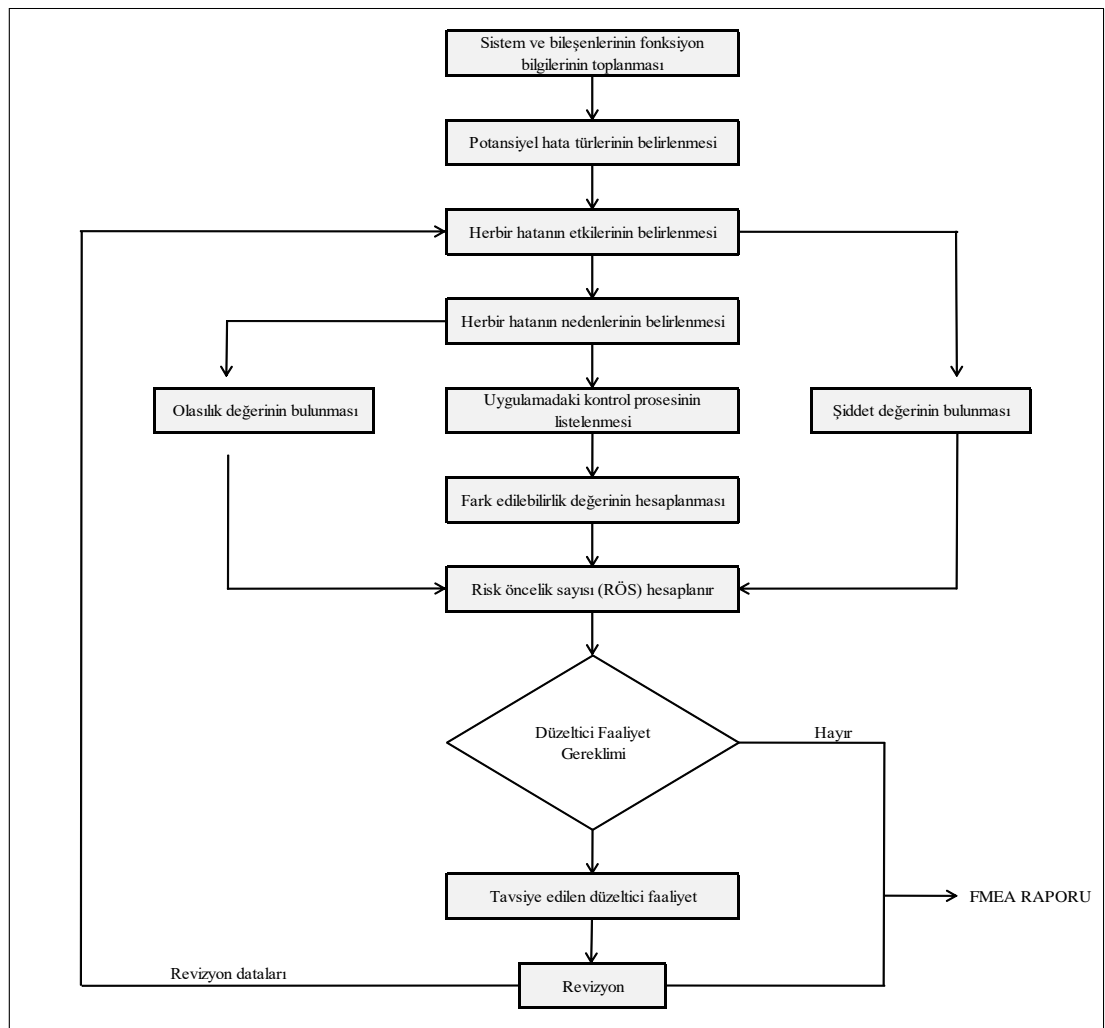 Sistem ve bileşenlerinin fonksiyon
bilgilerinin toplanması
Potansiyel hata türlerinin belirlenmesi
Herbir hatanın etkilerinin belirlenmesi
Herbir hatanın nedenlerinin belirlenmesi
Olasılık değerinin bulunması
Uygulamadaki kontrol prosesinin
listelenmesi
Şiddet değerinin bulunması
Fark edilebilirlik değerinin hesaplanması
Risk öncelik sayısı (RÖS) hesaplanır
Düzeltici Faaliyet
Gereklimi
Hayır
Tavsiye edilen düzeltici faaliyet
FMEA RAPORU
Revizyon dataları
Revizyon